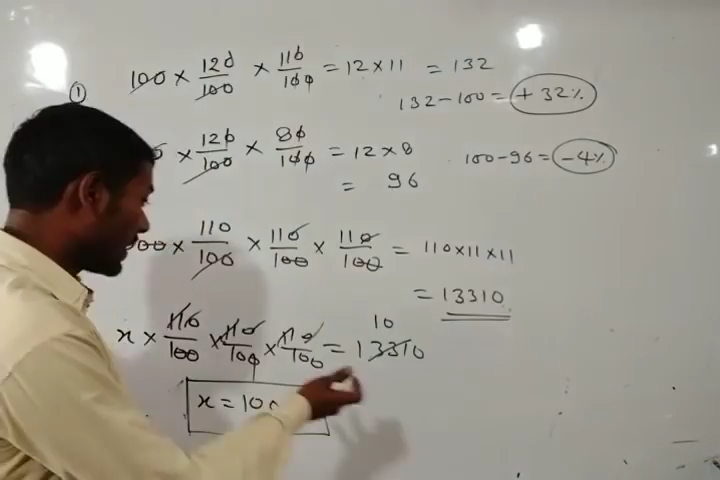 ① 100 × 120/100 × 110/100 = 12×11 = 132
132-100= +32%
× 120/100 × 80/100 = 12×8
100-96= -4%
= 96
000 × 110/100 × 110/100 × 110/100 = 110×11×11
= 13310
10
x × 110/100 × 110/100 × 110/100 = 13310
x = 10